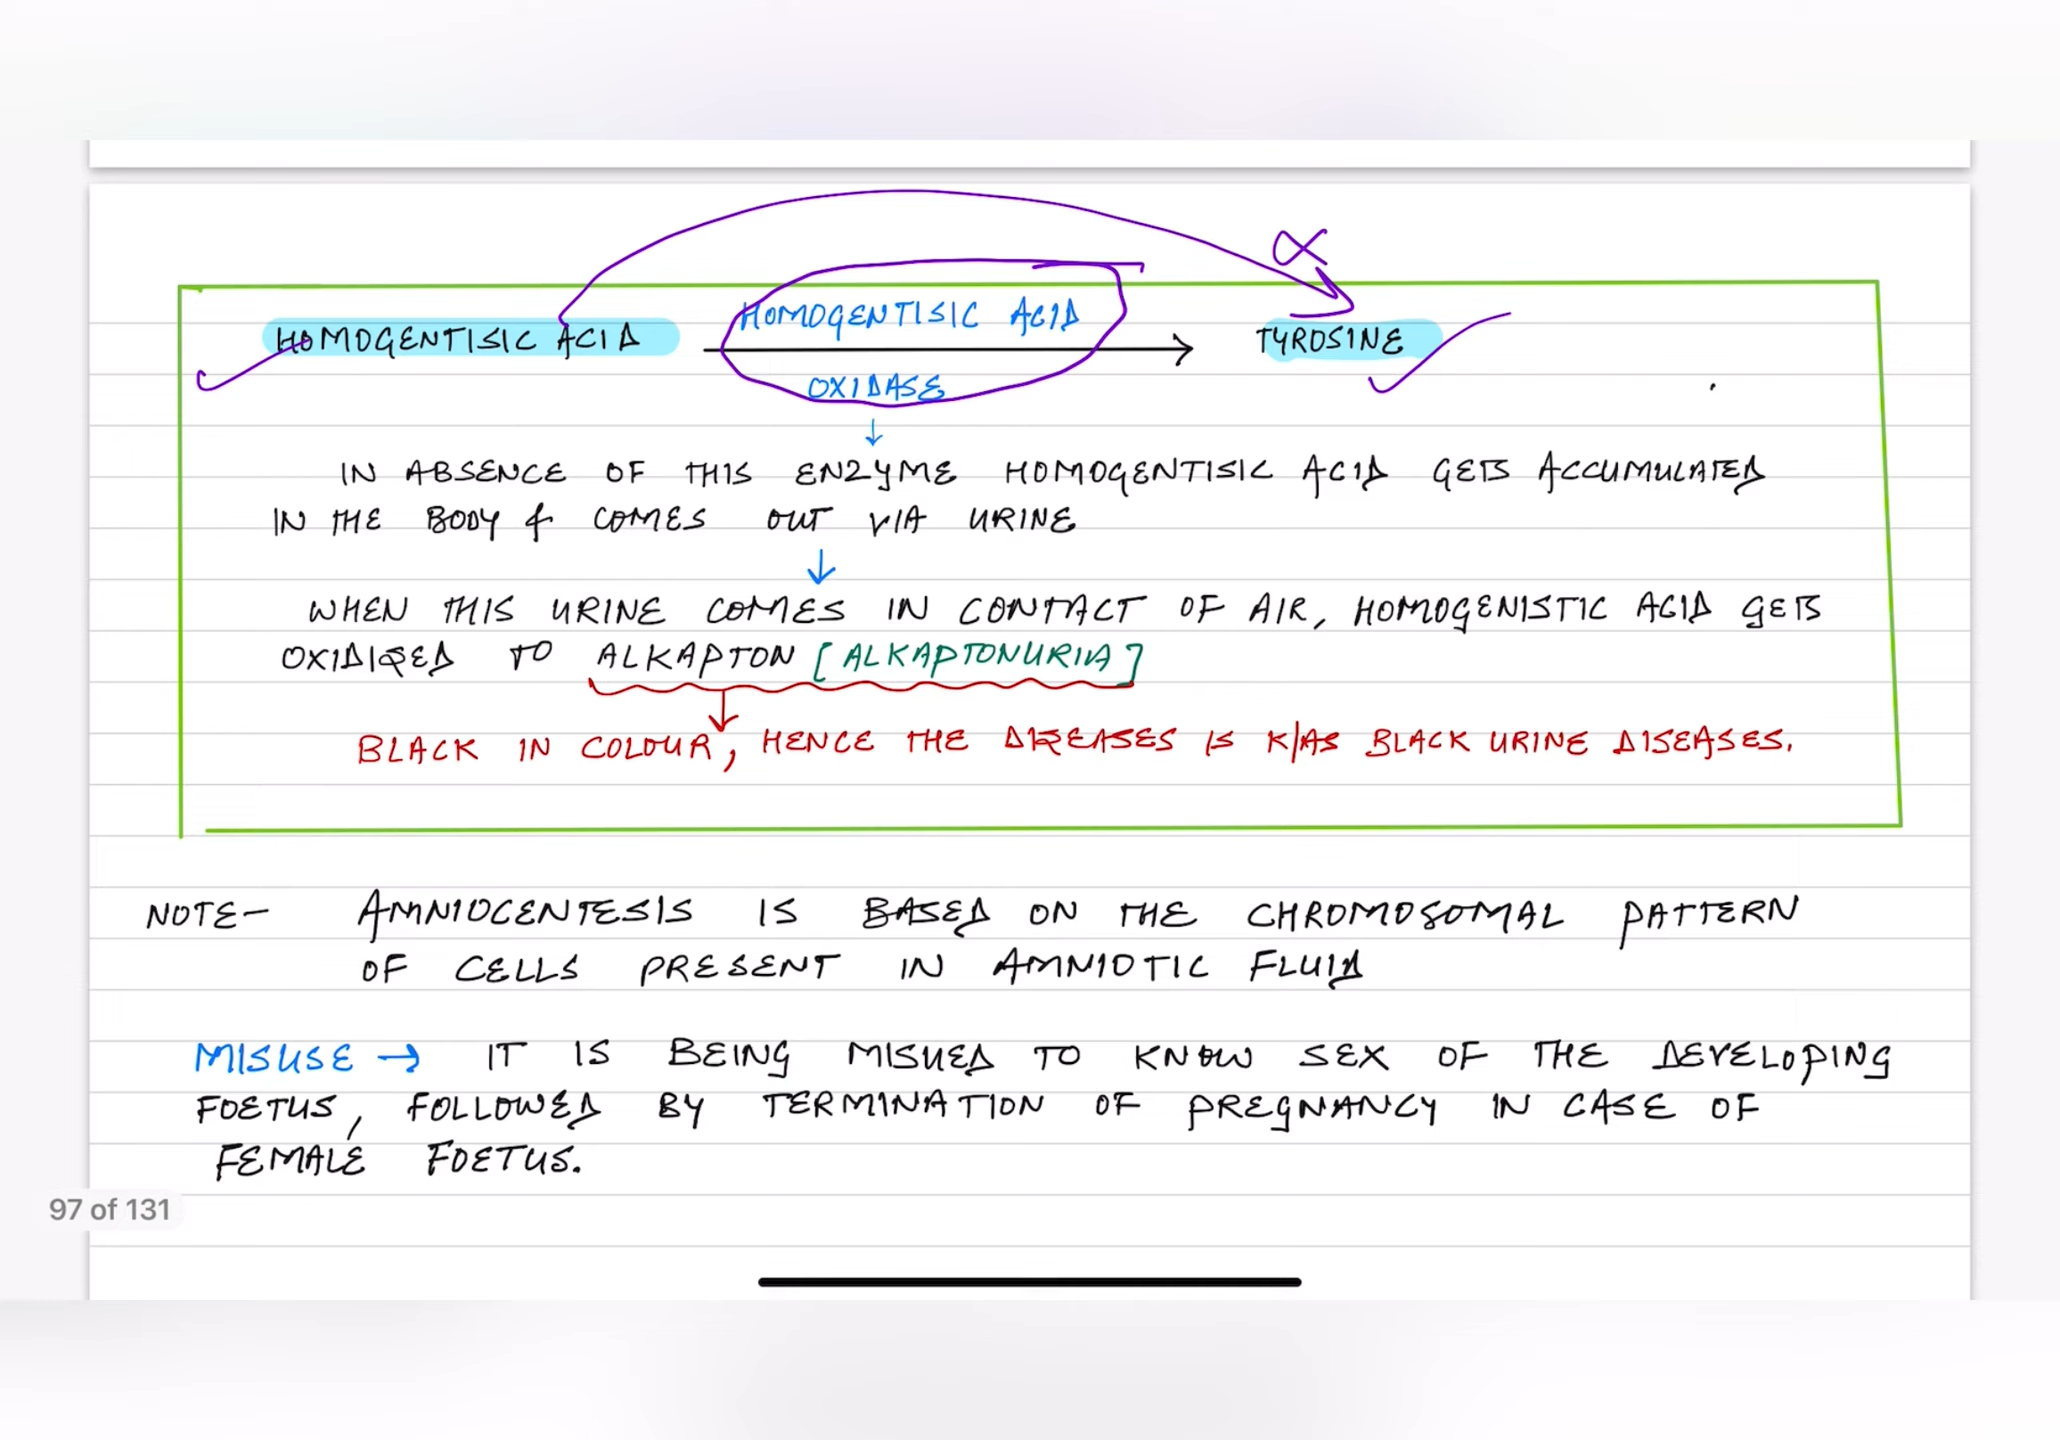 HOMOGENTISIC ACID
HOMOGENTISIC ACID
OXIDASE
TYROSINE
IN ABSENCE OF THIS ENZYME HOMOGENTISIC ACID GETS ACCUMULATED
IN THE BODY & COMES OUT VIA URINE
WHEN THIS URINE COMES IN CONTACT OF AIR, HOMOGENISTIC ACID GETS
OXIDISED TO ALKAPTON [ALKAPTONURIA]
BLACK IN COLOUR, HENCE THE DISEASES IS K/AS BLACK URINE DISEASES.
NOTE- AMNIOCENTESIS IS BASED ON THE CHROMOSOMAL PATTERN
OF CELLS PRESENT IN AMNIOTIC FLUID
MISUSE → IT IS BEING MISUED TO KNOW SEX OF THE DEVELOPING
FOETUS, FOLLOWED BY TERMINATION OF PREGNANCY IN CASE OF
FEMALE FOETUS.
97 of 131